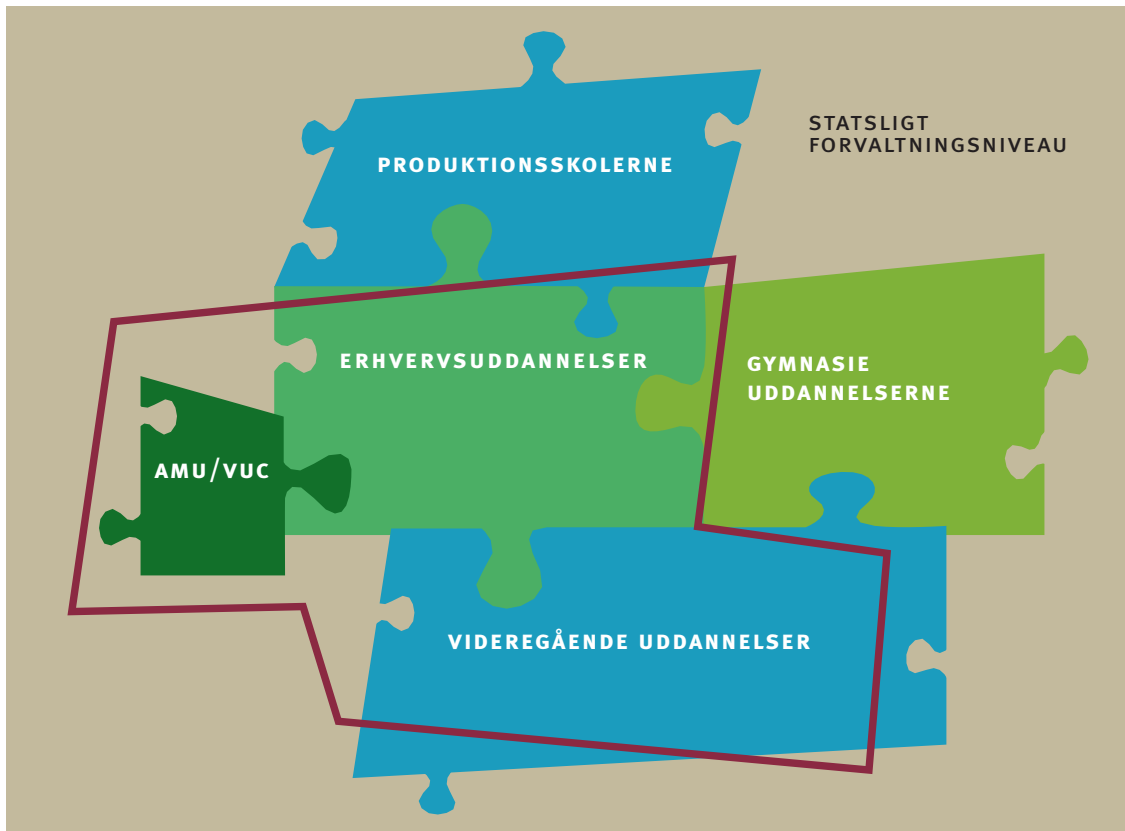 STATSLIGT
FORVALTNINGSNIVEAU
PRODUKTIONSSKOLERNE
ERHVERVSUDDANNELSER
GYMNASIE
UDDANNELSERNE
AMU/VUC
VIDEREGÅENDE UDDANNELSER